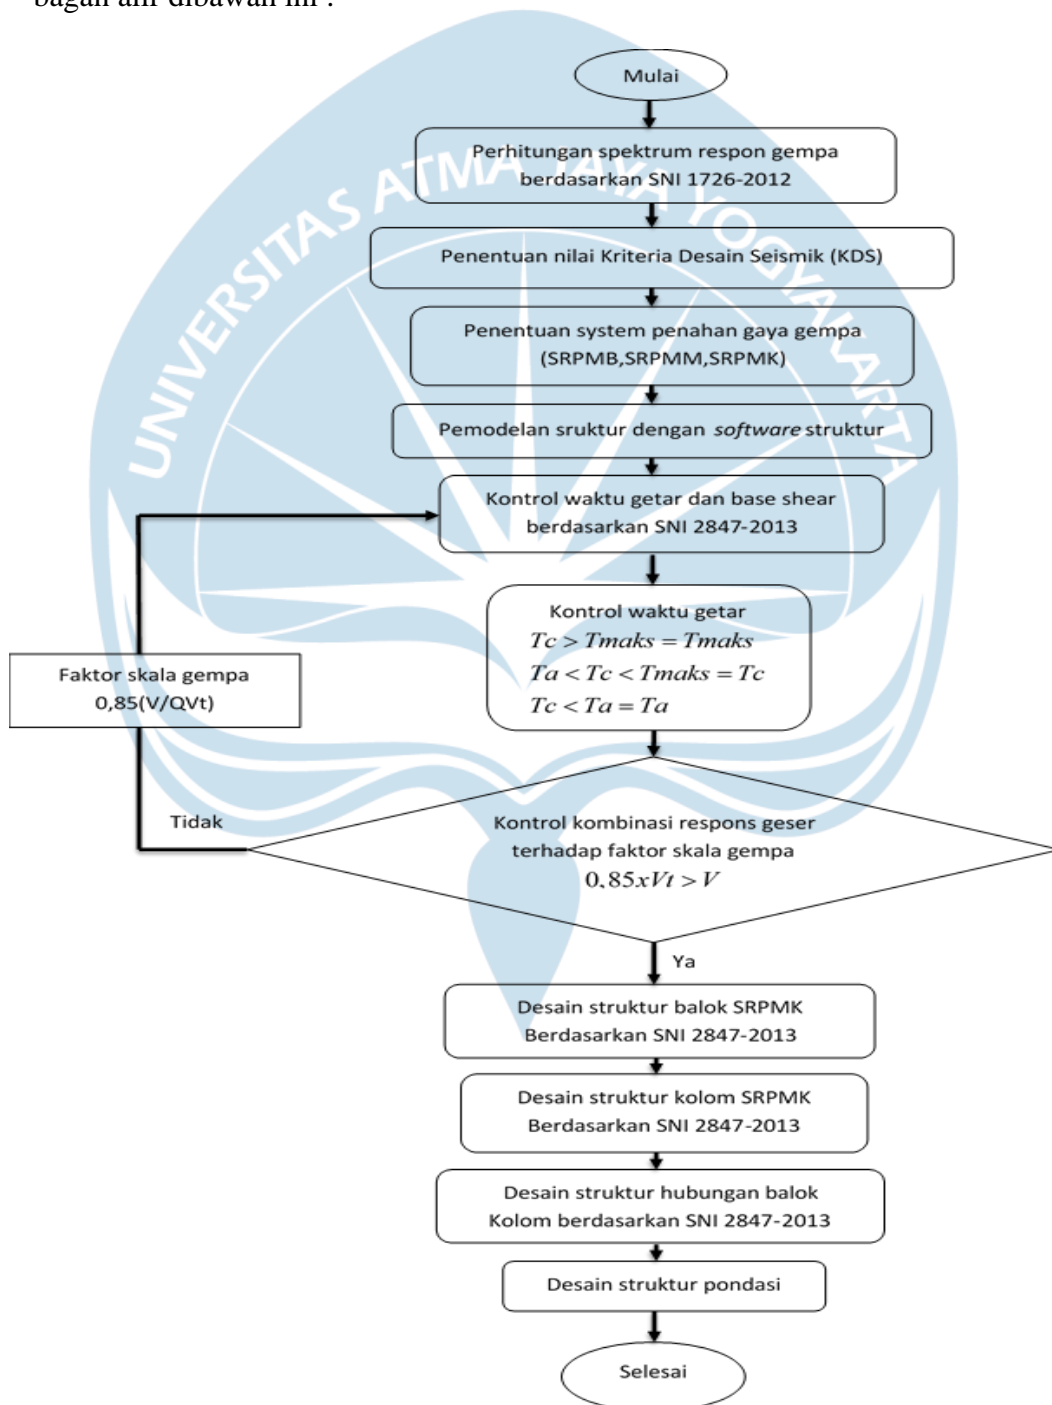 bagan alir dibawah ini :
Mulai
Perhitungan spektrum respon gempa
berdasarkan SNI 1726-2012
UNIVERSITAS ATMA JAYA YOGYAKARTA
Penentuan nilai Kriteria Desain Seismik (KDS)
Penentuan system penahan gaya gempa
(SRPMB,SRPMM,SRPMK)
Pemodelan sruktur dengan software struktur
Kontrol waktu getar dan base shear
berdasarkan SNI 2847-2013
Kontrol waktu getar
Tc > Tmaks = Tmaks
Ta < Tc < Tmaks = Tc
Tc < Ta = Ta
Faktor skala gempa
0,85(V/QVt)
Tidak
Kontrol kombinasi respons geser
terhadap faktor skala gempa
0,85xVt > V
Ya
Desain struktur balok SRPMK
Berdasarkan SNI 2847-2013
Desain struktur kolom SRPMK
Berdasarkan SNI 2847-2013
Desain struktur hubungan balok
Kolom berdasarkan SNI 2847-2013
Desain struktur pondasi
Selesai